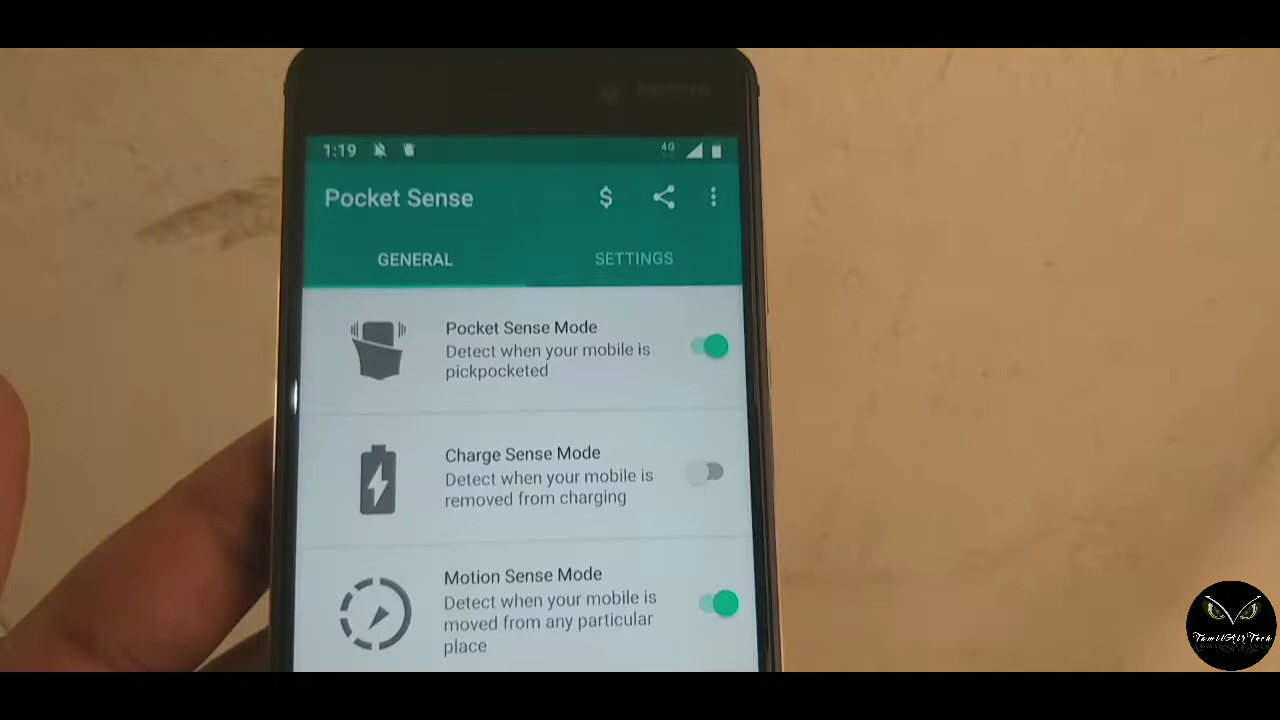 1:19
4G
Pocket Sense
$
GENERAL
SETTINGS
Pocket Sense Mode
Detect when your mobile is
pickpocketed
Charge Sense Mode
Detect when your mobile is
removed from charging
Motion Sense Mode
Detect when your mobile is
moved from any particular
place
TamilAirTech